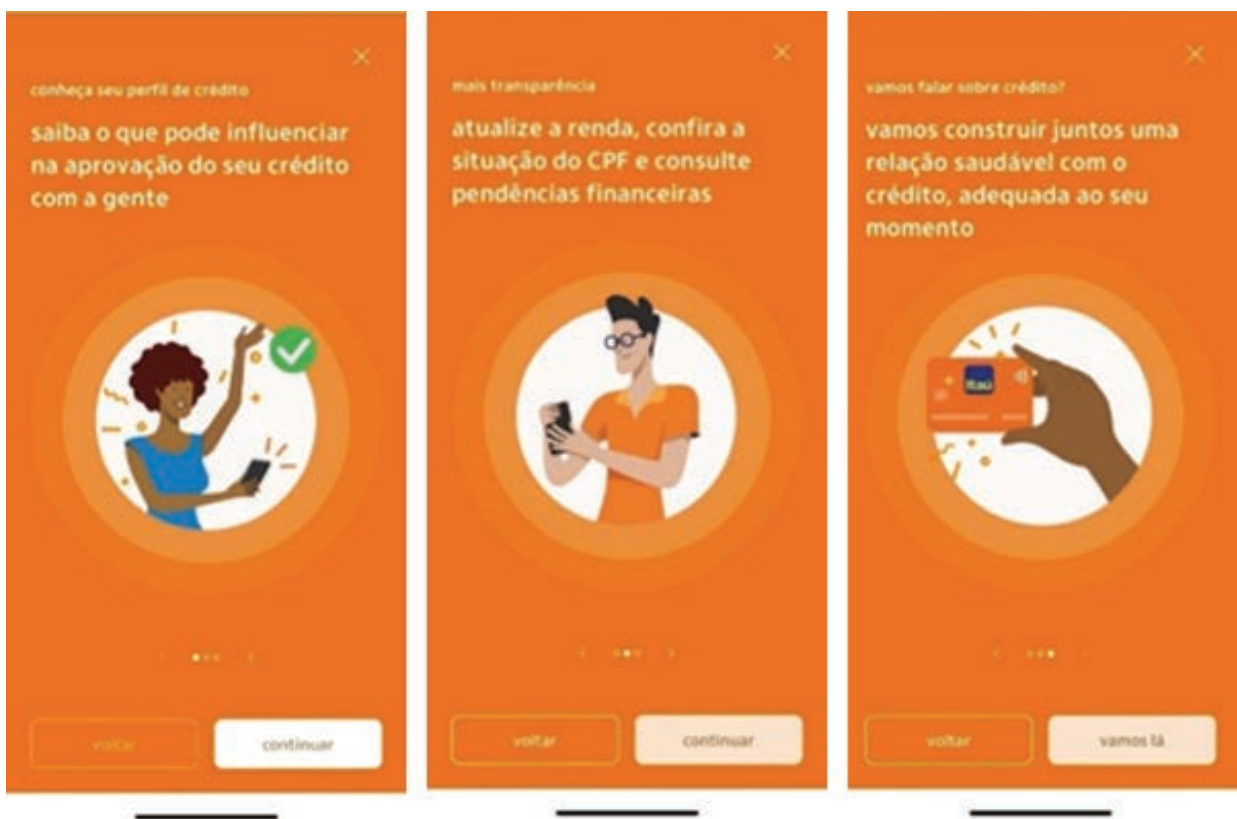 conheça seu perfil de crédito
saiba o que pode influenciar
na aprovação do seu crédito
com a gente
voltar
continuar
mais transparência
atualize a renda, confira a
situação do CPF e consulte
pendências financeiras
voltar
continuar
vamos falar sobre crédito?
vamos construir juntos uma
relação saudável com o
crédito, adequada ao seu
momento
Itaú
voltar
vamos lá